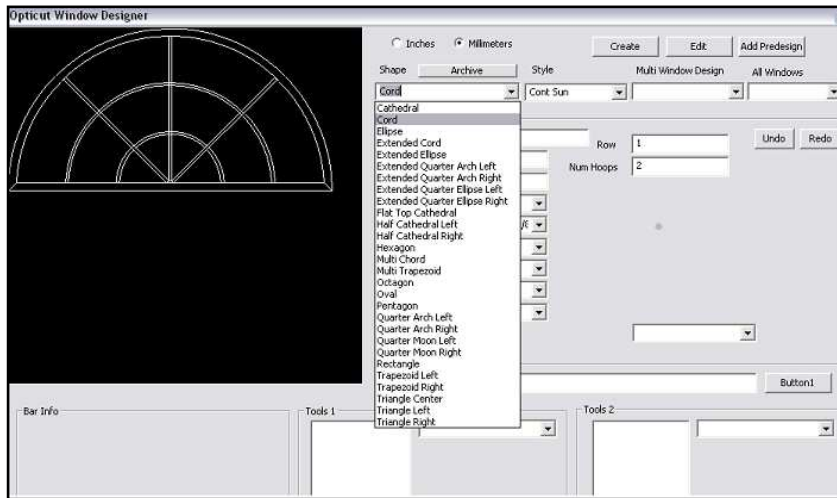 Opticut Window Designer
Inches Millimeters
Create Edit Add Predesign
Shape Archive Style Multi Window Design All Windows
Cord Cont Sun
Cathedral
Cord
Ellipse
Extended Cord
Extended Ellipse
Extended Quarter Arch Left
Extended Quarter Arch Right
Extended Quarter Ellipse Left
Extended Quarter Ellipse Right
Flat Top Cathedral
Half Cathedral Left
Half Cathedral Right
Hexagon
Multi Chord
Multi Trapezoid
Octagon
Oval
Pentagon
Quarter Arch Left
Quarter Arch Right
Quarter Moon Left
Quarter Moon Right
Rectangle
Trapezoid Left
Trapezoid Right
Triangle Center
Triangle Left
Triangle Right
Row 1 Undo Redo
Num Hoops 2
Button1
Bar Info Tools 1 Tools 2